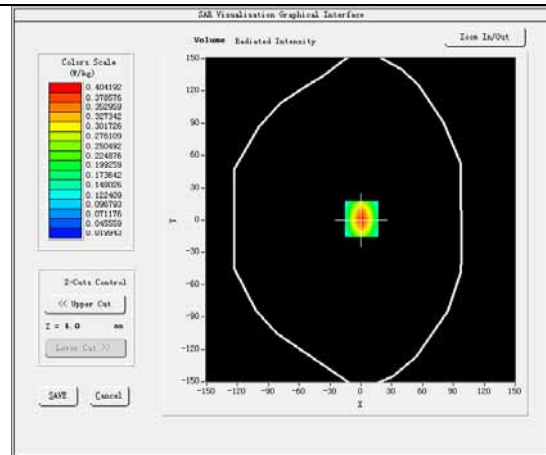 SAR Visualisation Graphical Interface
Volume Radiated Intensity
Zoom In/Out
Colors Scale
(W/kg)
0.404192
0.378576
0.352959
0.327342
0.301726
0.276109
0.250492
0.224876
0.199259
0.173642
0.148026
0.122409
0.096793
0.071176
0.045559
0.019943
Z-Cuts Control
<< Upper Cut
Z = 4.0 mm
Lower Cut >>
SAVE Cancel
150
120
90
60
30
0
-30
-60
-90
-120
-150
Y
-150 -120 -90 -60 -30 0 30 60 90 120 150
X